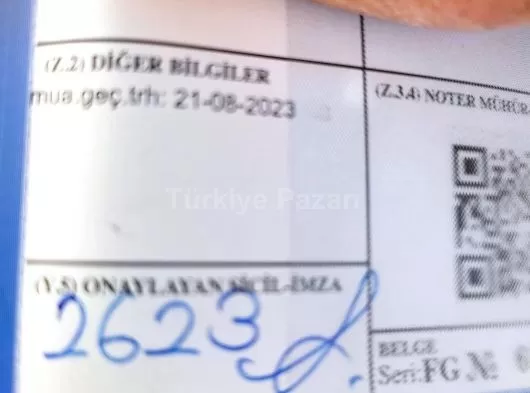 (Z.2) DİĞER BİLGİLER
mua.geç.trh: 21-08-2023
(Z.3.4) NOTER MÜHÜR
Türkiye Pazarı
(Y.5) ONAYLAYAN SİCİL-İMZA
2623
BELGE
Seri: FG №